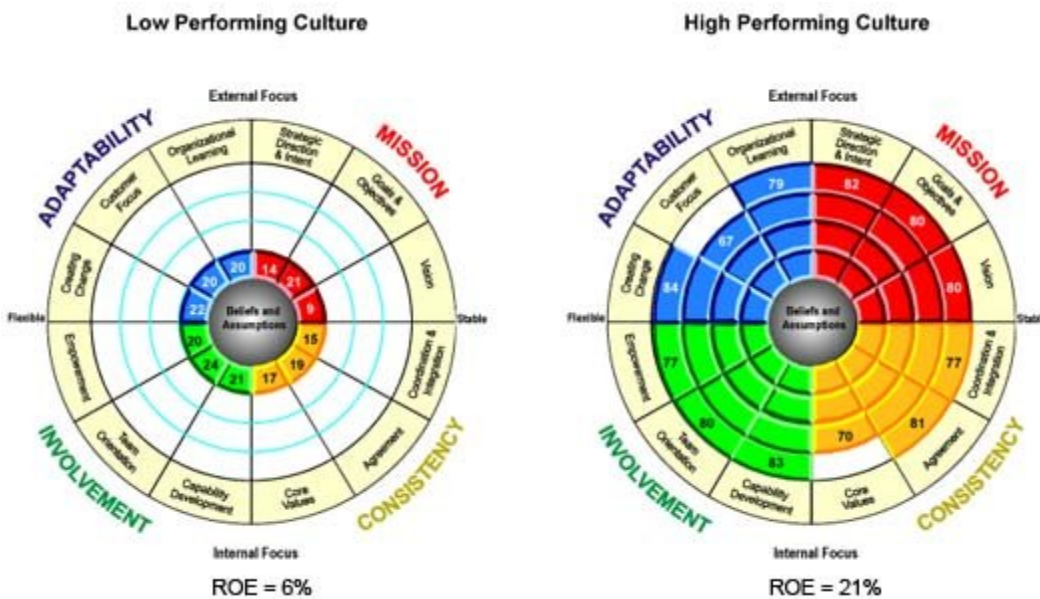 Low Performing Culture
External Focus
ADAPTABILITY
MISSION
Organizational
Learning
Strategic
Direction
& Intent
Customer
Focus
Goals &
Objectives
Creating
Change
Vision
20
14
20
21
22
9
Flexible
Beliefs and
Assumptions
Stable
20
15
24
19
21
17
Empowerment
Coordination &
Integration
Team
Orientation
Agreement
Capability
Development
Core
Values
INVOLVEMENT
CONSISTENCY
Internal Focus
ROE = 6%
High Performing Culture
External Focus
ADAPTABILITY
MISSION
Organizational
Learning
Strategic
Direction
& Intent
Customer
Focus
Goals &
Objectives
Creating
Change
Vision
79
82
67
80
84
80
Flexible
Beliefs and
Assumptions
Stabl
77
77
80
81
83
70
Empowerment
Coordination &
Integration
Team
Orientation
Agreement
Capability
Development
Core
Values
INVOLVEMENT
CONSISTENCY
Internal Focus
ROE = 21%